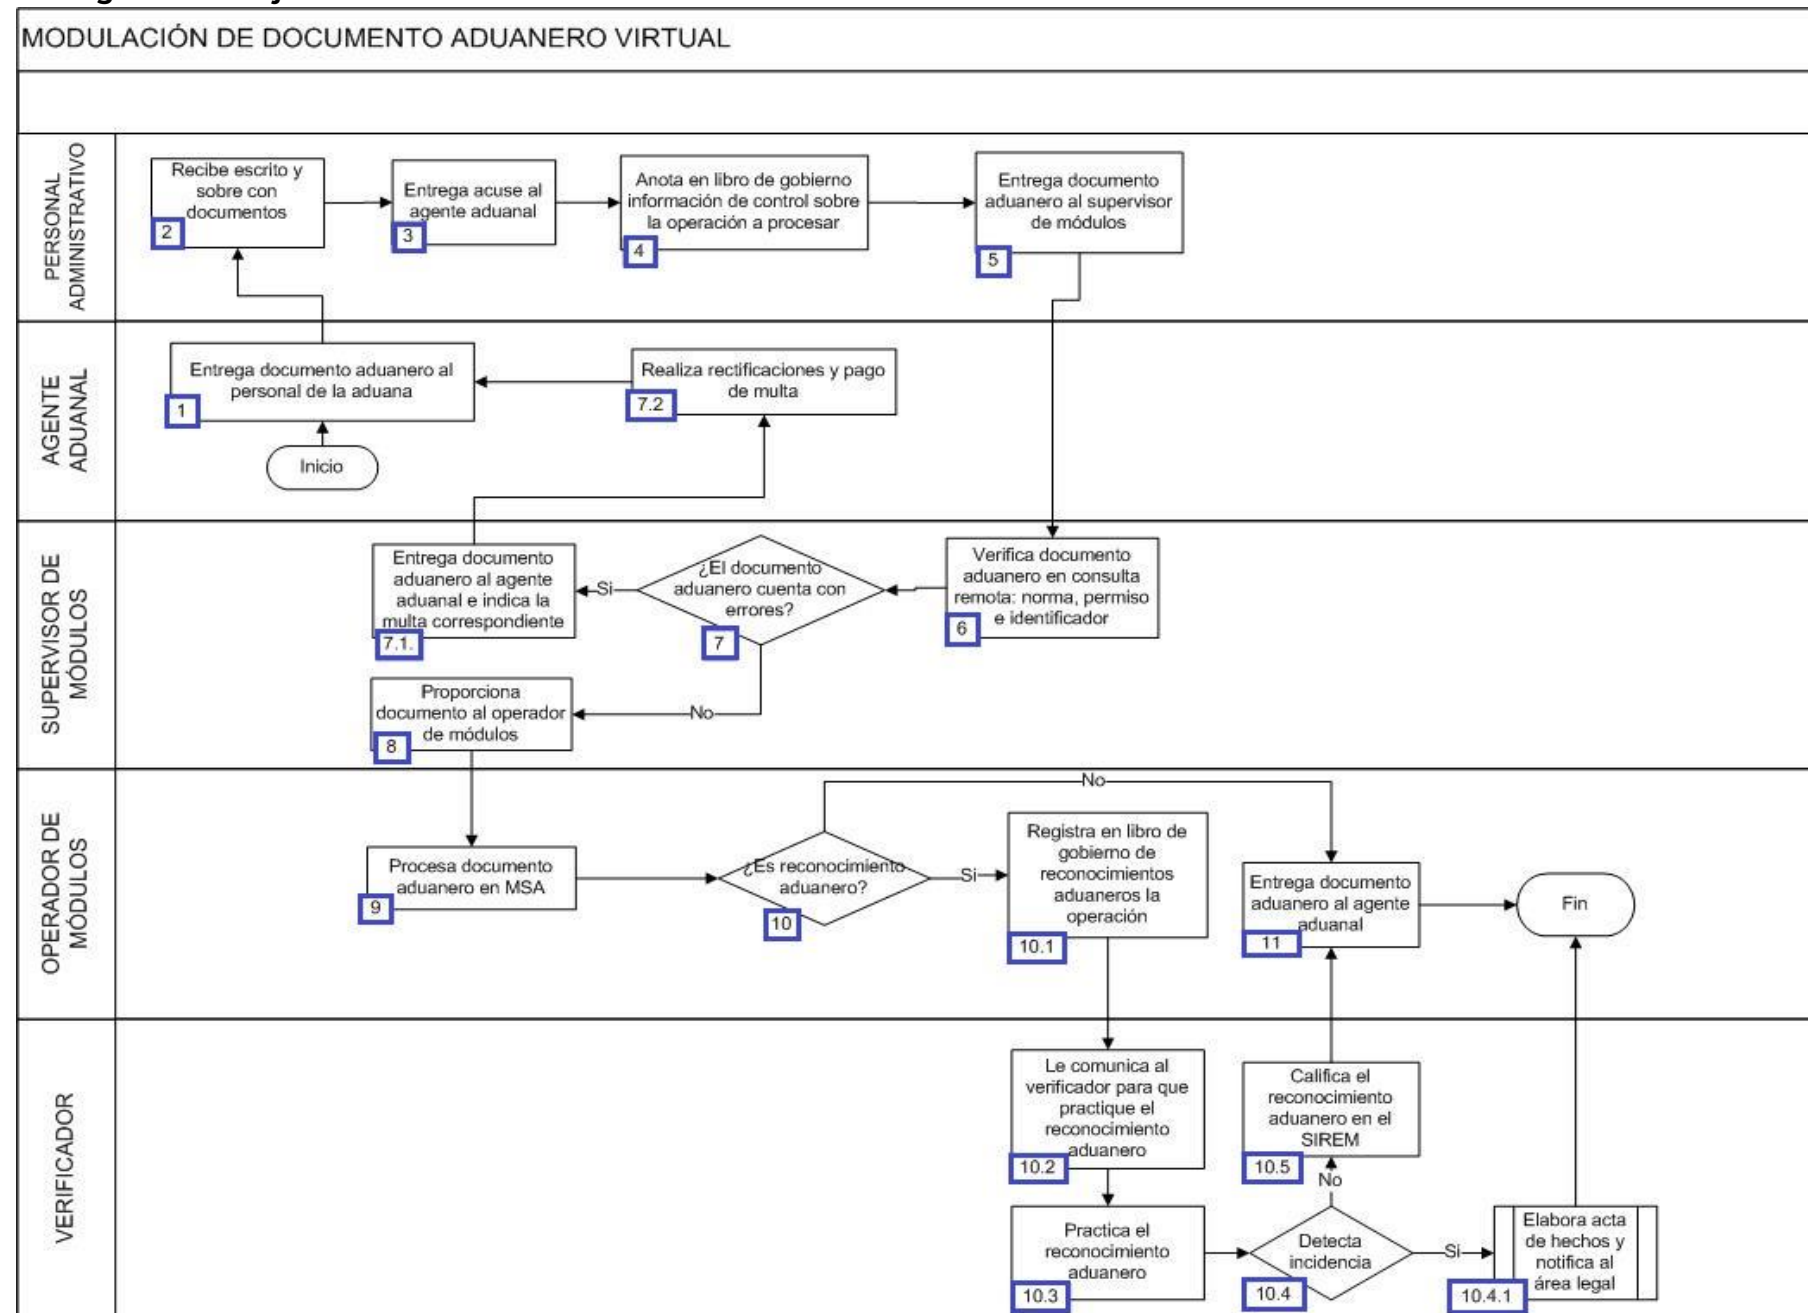 MODULACIÓN DE DOCUMENTO ADUANERO VIRTUAL
PERSONAL
ADMINISTRATIVO
Recibe escrito y
sobre con
documentos
2
Entrega acuse al
agente aduanal
3
Anota en libro de gobierno
información de control sobre
la operación a procesar
4
Entrega documento
aduanero al supervisor
de módulos
5
AGENTE
ADUANAL
Entrega documento aduanero al
personal de la aduana
1
Inicio
Realiza rectificaciones y pago
de multa
7.2
SUPERVISOR DE
MÓDULOS
Entrega documento
aduanero al agente
aduanal e indica la
multa correspondiente
7.1.
Si
¿El documento
aduanero cuenta con
errores?
7
Verifica documento
aduanero en consulta
remota: norma, permiso
e identificador
6
Proporciona
documento al operador
de módulos
8
No
OPERADOR DE
MÓDULOS
Procesa documento
aduanero en MSA
9
¿Es reconocimiento
aduanero?
10
No
Si
Registra en libro de
gobierno de
reconocimientos
aduaneros la
operación
10.1
Entrega documento
aduanero al agente
aduanal
11
Fin
VERIFICADOR
Le comunica al
verificador para que
practique el
reconocimiento
aduanero
10.2
Califica el
reconocimiento
aduanero en el
SIREM
10.5
No
Practica el
reconocimiento
aduanero
10.3
Detecta
incidencia
10.4
Si
Elabora acta
de hechos y
notifica al
área legal
10.4.1